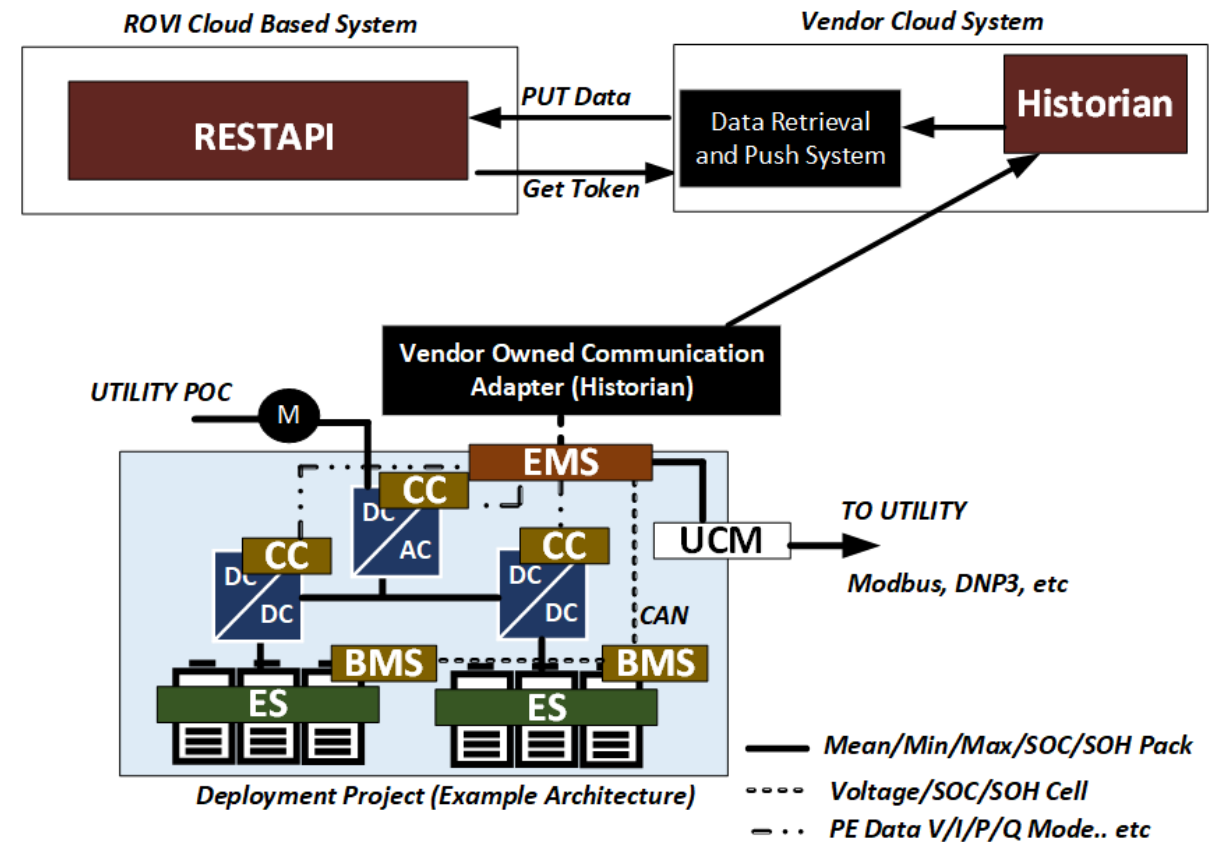 ROVI Cloud Based System
Vendor Cloud System
RESTAPI
PUT Data
Get Token
Data Retrieval
and Push System
Historian
Vendor Owned Communication
Adapter (Historian)
UTILITY POC
M
EMS
CC
DC
AC
UCM
TO UTILITY
Modbus, DNP3, etc
CC
DC
DC
CC
DC
DC
CAN
BMS
BMS
ES
ES
Deployment Project (Example Architecture)
Mean/Min/Max/SOC/SOH Pack
Voltage/SOC/SOH Cell
PE Data V/I/P/Q Mode.. etc